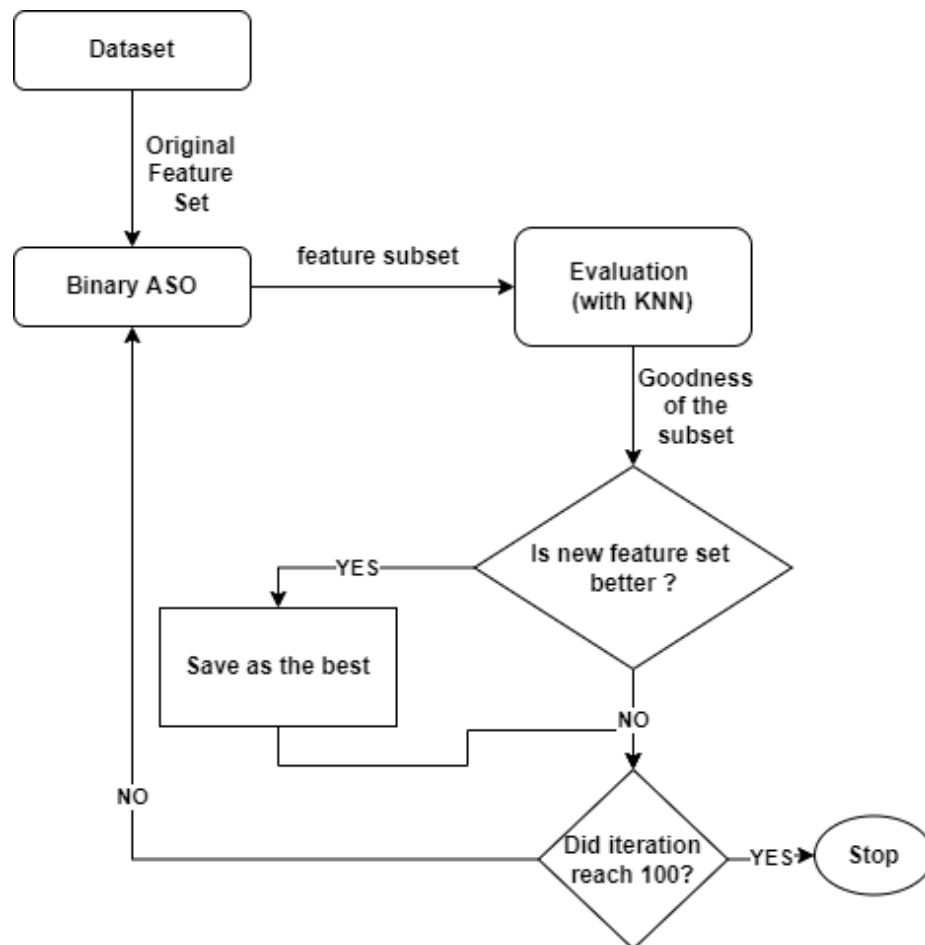 Dataset
Original
Feature
Set
Binary ASO
feature subset
Evaluation
(with KNN)
Goodness
of the
subset
Is new feature set
better ?
YES
Save as the best
NO
NO
Did iteration
reach 100?
YES
Stop